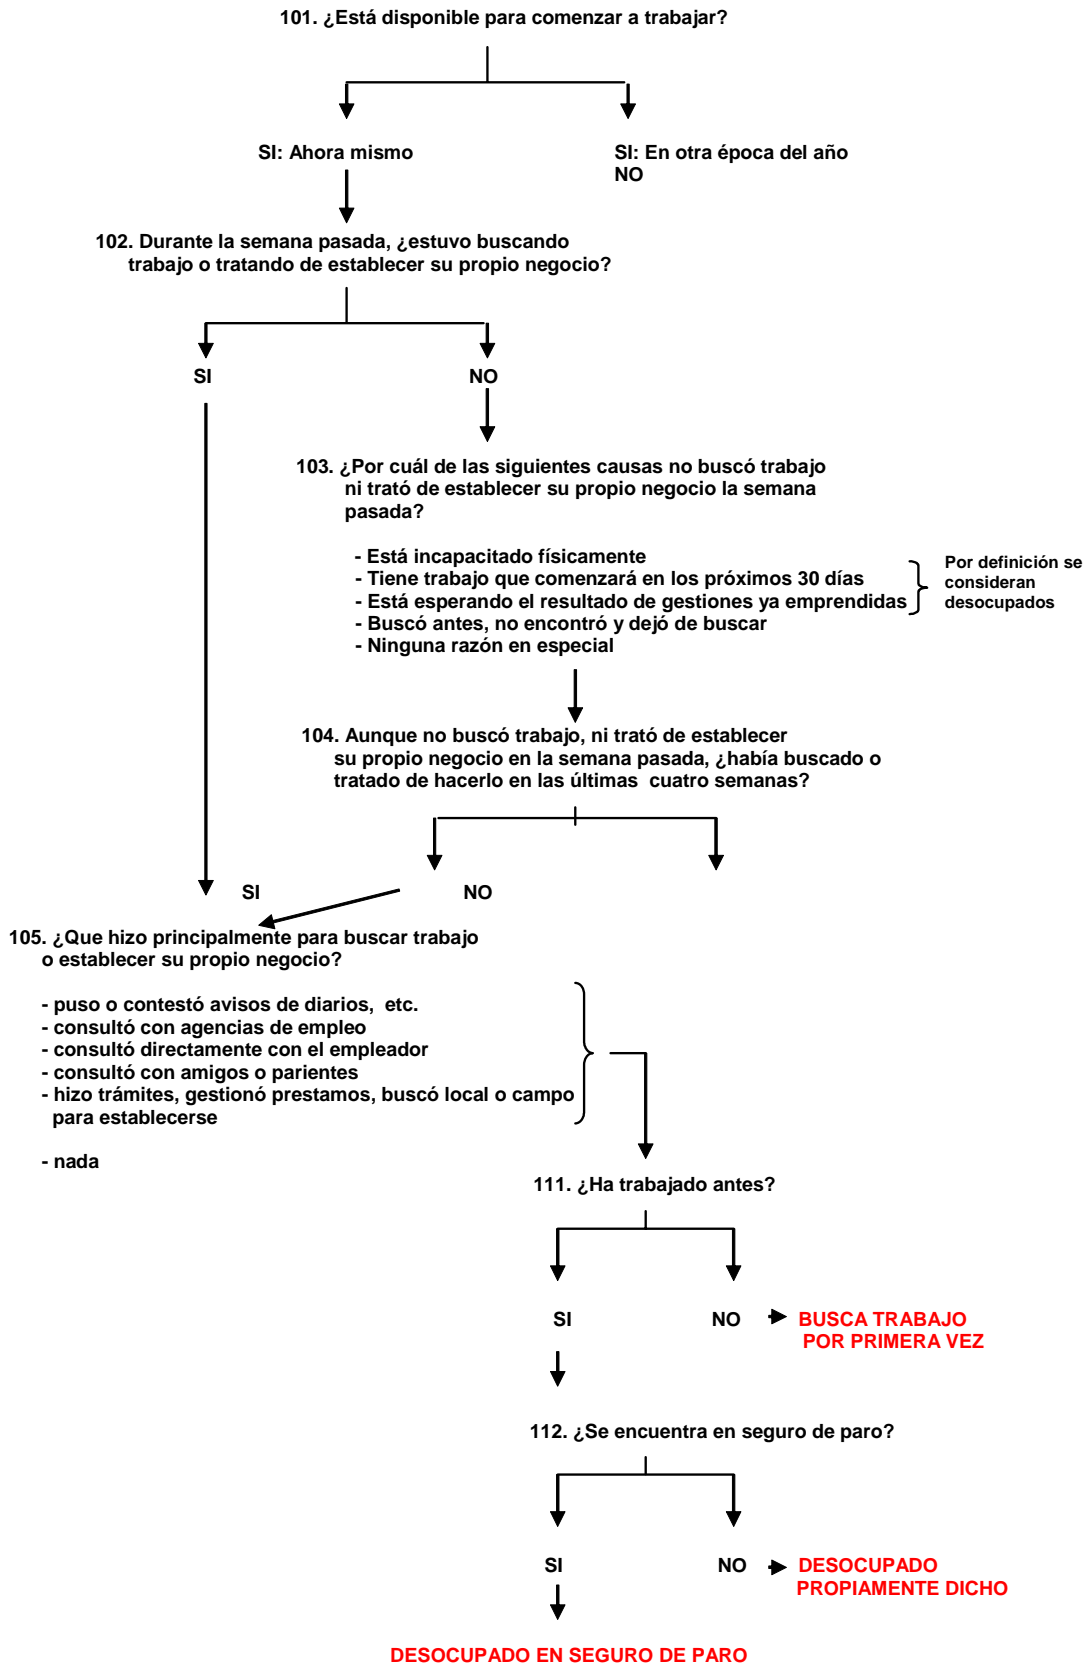 101. ¿Está disponible para comenzar a trabajar?
SI: Ahora mismo
SI: En otra época del año
NO
102. Durante la semana pasada, ¿estuvo buscando
trabajo o tratando de establecer su propio negocio?
SI
NO
103. ¿Por cuál de las siguientes causas no buscó trabajo
ni trató de establecer su propio negocio la semana
pasada?
- Está incapacitado físicamente
- Tiene trabajo que comenzará en los próximos 30 días
- Está esperando el resultado de gestiones ya emprendidas
- Buscó antes, no encontró y dejó de buscar
- Ninguna razón en especial
Por definición se
consideran
desocupados
104. Aunque no buscó trabajo, ni trató de establecer
su propio negocio en la semana pasada, ¿había buscado o
tratado de hacerlo en las últimas cuatro semanas?
SI
NO
105. ¿Que hizo principalmente para buscar trabajo
o establecer su propio negocio?
- puso o contestó avisos de diarios, etc.
- consultó con agencias de empleo
- consultó directamente con el empleador
- consultó con amigos o parientes
- hizo trámites, gestionó prestamos, buscó local o campo
para establecerse
- nada
111. ¿Ha trabajado antes?
SI
NO
BUSCA TRABAJO
POR PRIMERA VEZ
112. ¿Se encuentra en seguro de paro?
SI
NO
DESOCUPADO
PROPIAMENTE DICHO
DESOCUPADO EN SEGURO DE PARO